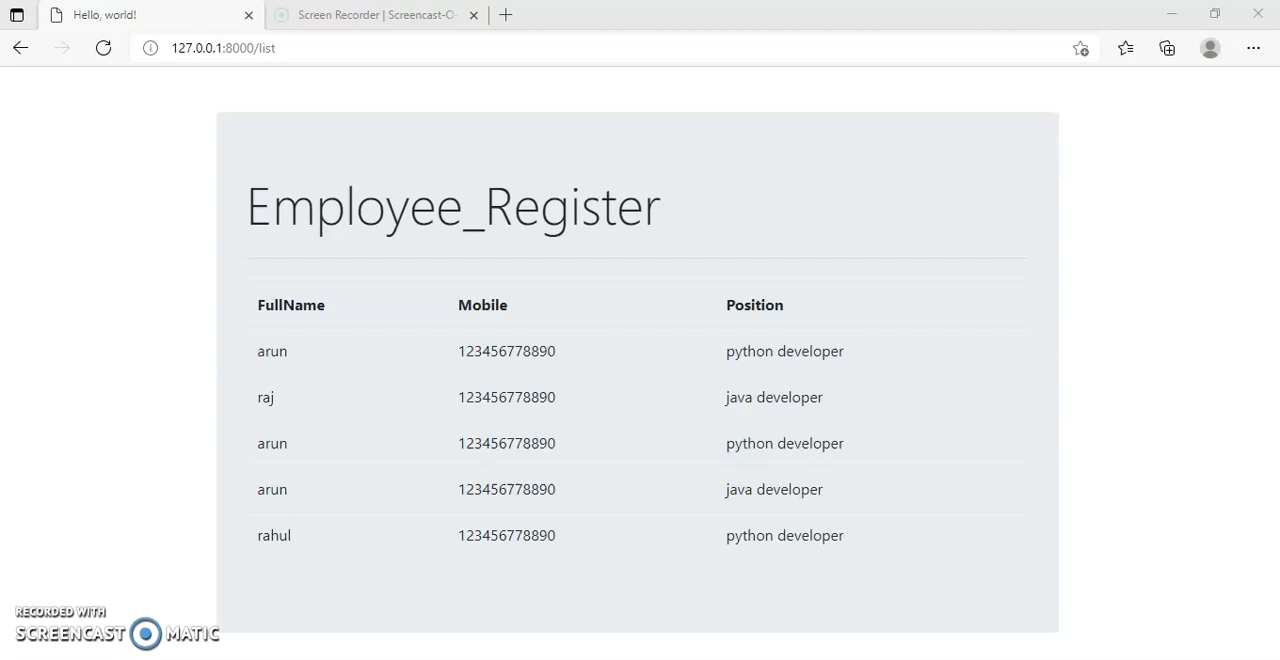 Hello, world!
Screen Recorder | Screencast-O-
127.0.0.1:8000/list
Employee_Register
FullName Mobile Position
arun 123456778890 python developer
raj 123456778890 java developer
arun 123456778890 python developer
arun 123456778890 java developer
rahul 123456778890 python developer
RECORDED WITH
SCREENCAST MATIC